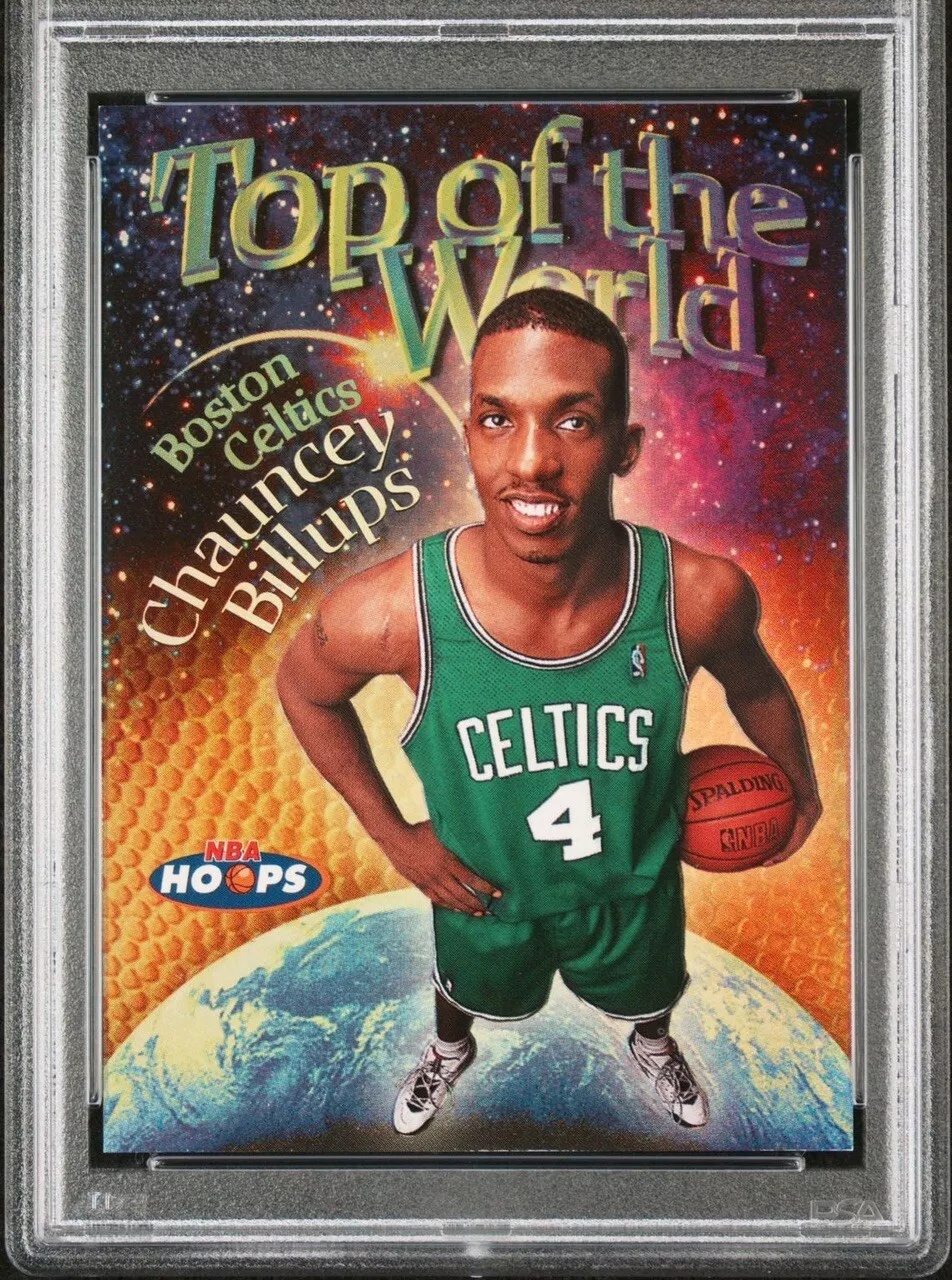 Top of the
World
Boston
Celtics
Chauncey
Billups
CELTICS
4
SPALDING
NBA
NBA
HOOPS
PSA